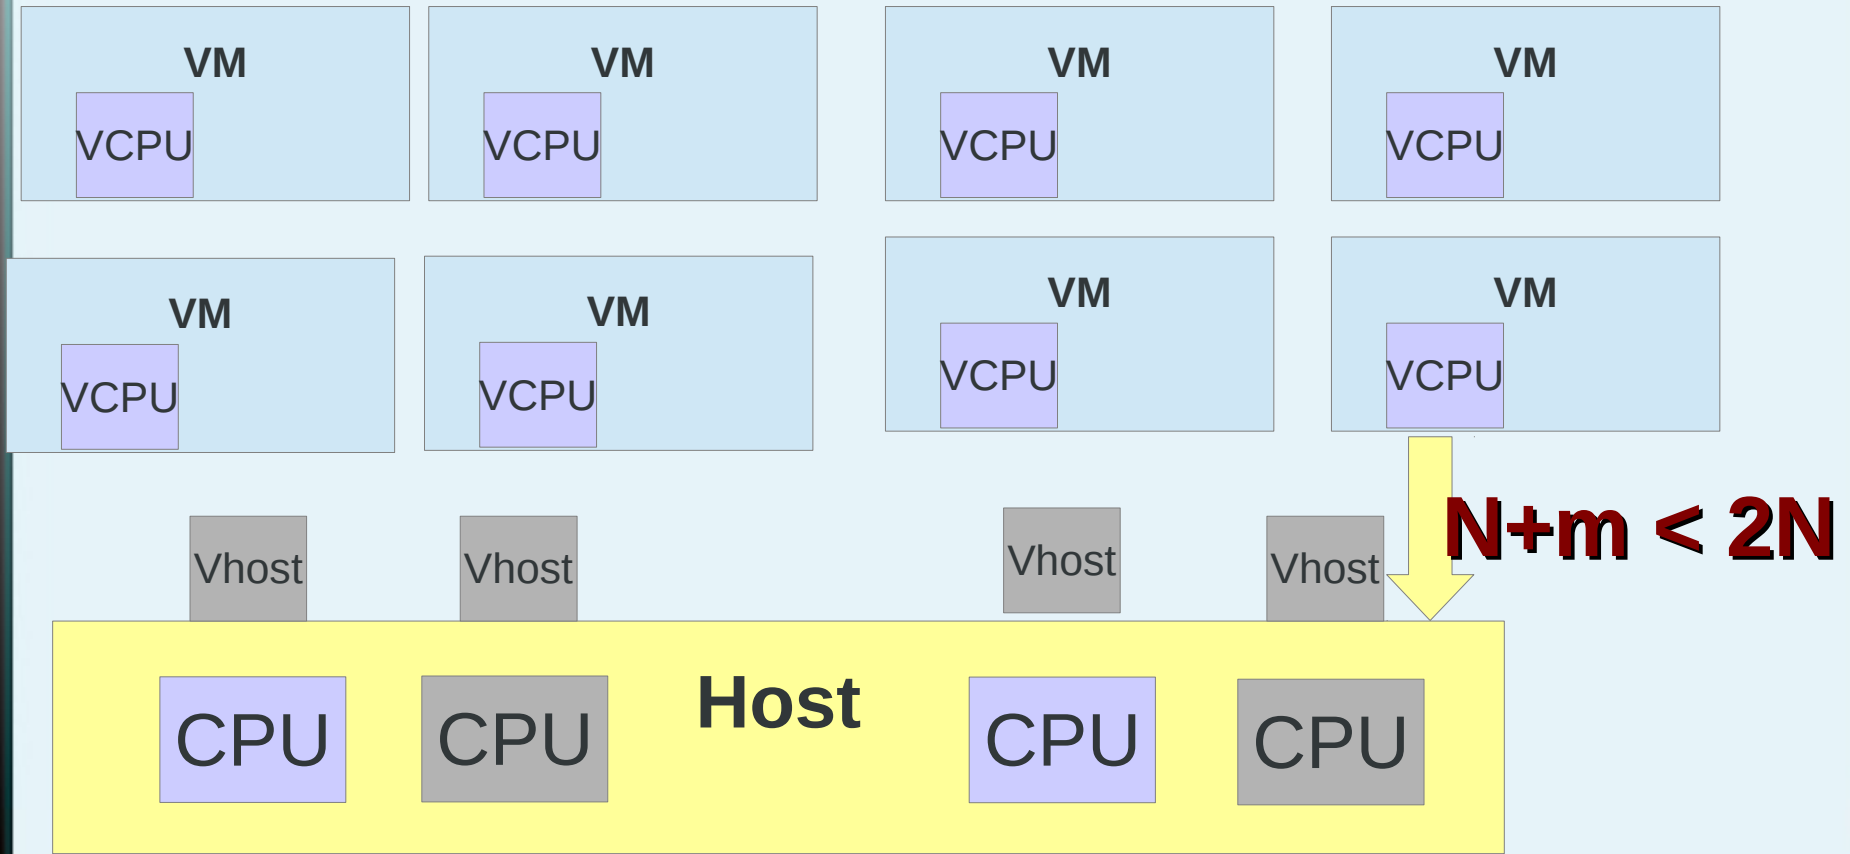 VM VM VM VM
VCPU VCPU VCPU VCPU
VM VM VM VM
VCPU VCPU VCPU VCPU
N+m < 2N
Vhost Vhost Vhost Vhost
Host
CPU CPU CPU CPU